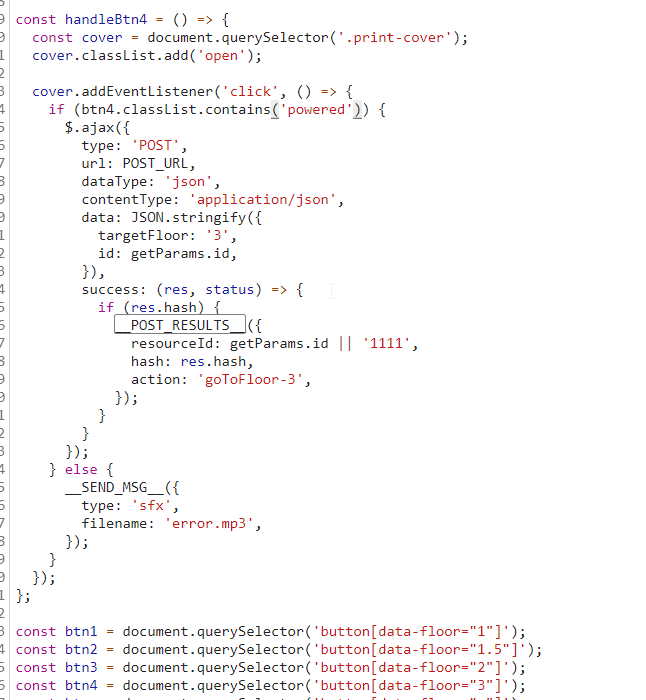 const handleBtn4 = () => {
const cover = document.querySelector('.print-cover');
cover.classList.add('open');
cover.addEventListener('click', () => {
if (btn4.classList.contains('powered')) {
$.ajax({
type: 'POST',
url: POST_URL,
dataType: 'json',
contentType: 'application/json',
data: JSON.stringify({
targetFloor: '3',
id: getParams.id,
}),
success: (res, status) => {
if (res.hash) {
__POST_RESULTS__({
resourceId: getParams.id || '1111',
hash: res.hash,
action: 'goToFloor-3',
});
}
}
});
} else {
__SEND_MSG__({
type: 'sfx',
filename: 'error.mp3',
});
}
});
};
const btn1 = document.querySelector('button[data-floor="1"]');
const btn2 = document.querySelector('button[data-floor="1.5"]');
const btn3 = document.querySelector('button[data-floor="2"]');
const btn4 = document.querySelector('button[data-floor="3"]');